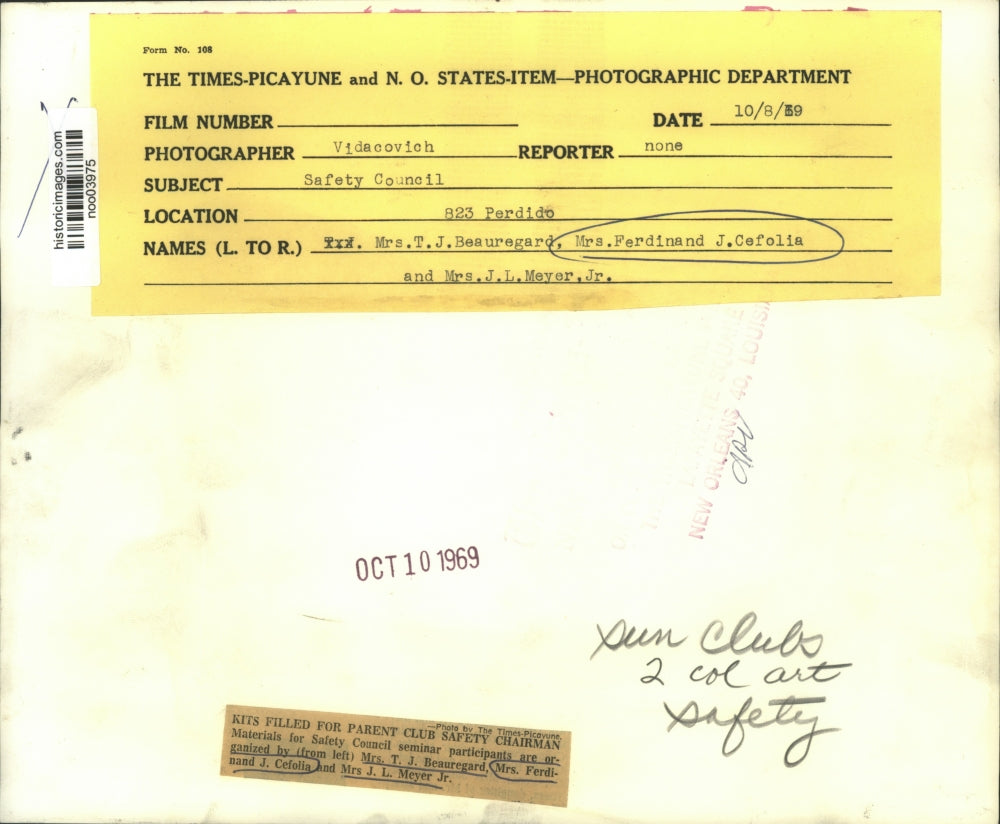 Form No. 108
THE TIMES-PICAYUNE and N. O. STATES-ITEM—PHOTOGRAPHIC DEPARTMENT
FILM NUMBER
DATE 10/8/69
PHOTOGRAPHER Vidacovich REPORTER none
SUBJECT Safety Council
LOCATION 823 Perdido
NAMES (L. TO R.) Mrs.T.J.Beauregard, Mrs.Ferdinand J.Cefolia
and Mrs.J.L.Meyer,Jr.
historicimages.com
noo03975
NEW ORLEANS 40, LOUISI
OCT 10 1969
Sun Clubs
2 col art
Safety
—Photo by The Times-Picayune.
KITS FILLED FOR PARENT CLUB SAFETY CHAIRMAN
Materials for Safety Council seminar participants are or-
ganized by (from left) Mrs. T. J. Beauregard, Mrs. Ferdi-
nand J. Cefolia and Mrs J. L. Meyer Jr.